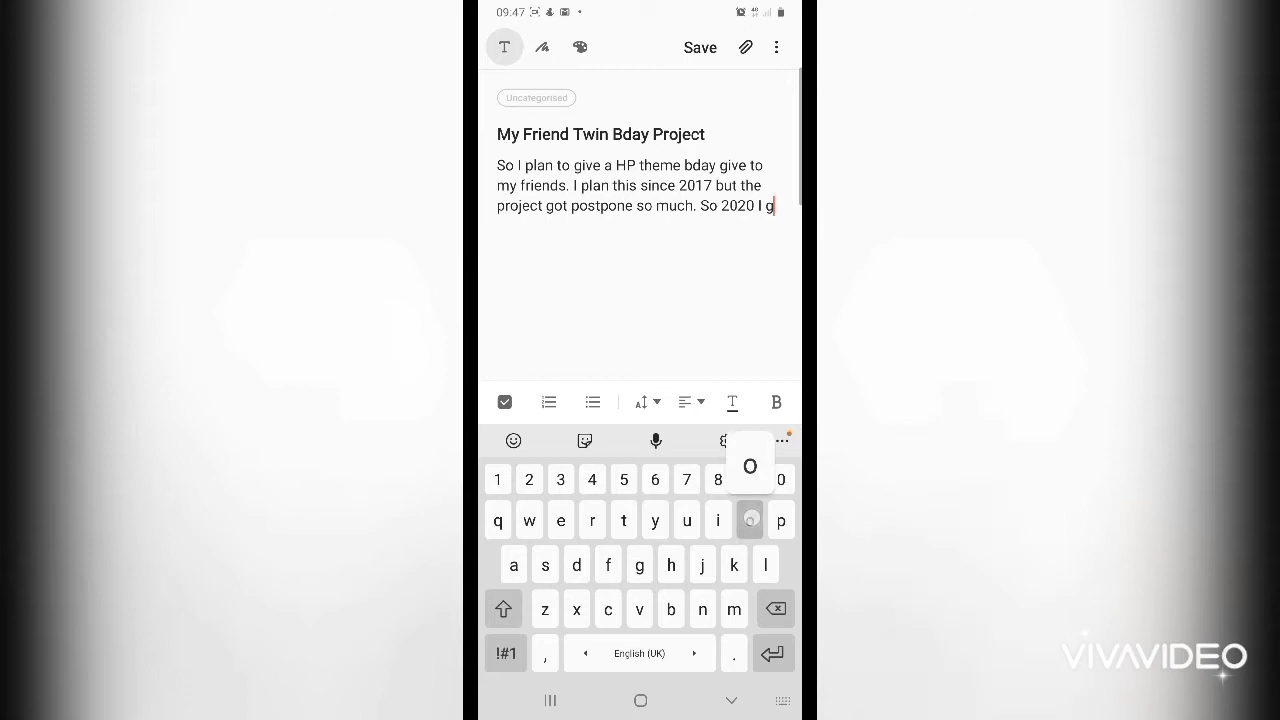 09:47
Save
Uncategorised
My Friend Twin Bday Project
So I plan to give a HP theme bday give to
my friends. I plan this since 2017 but the
project got postpone so much. So 2020 I g
o
1 2 3 4 5 6 7 8 0
q w e r t y u i o p
a s d f g h j k l
z x c v b n m
!#1 , English (UK) .
VIVAVIDEO